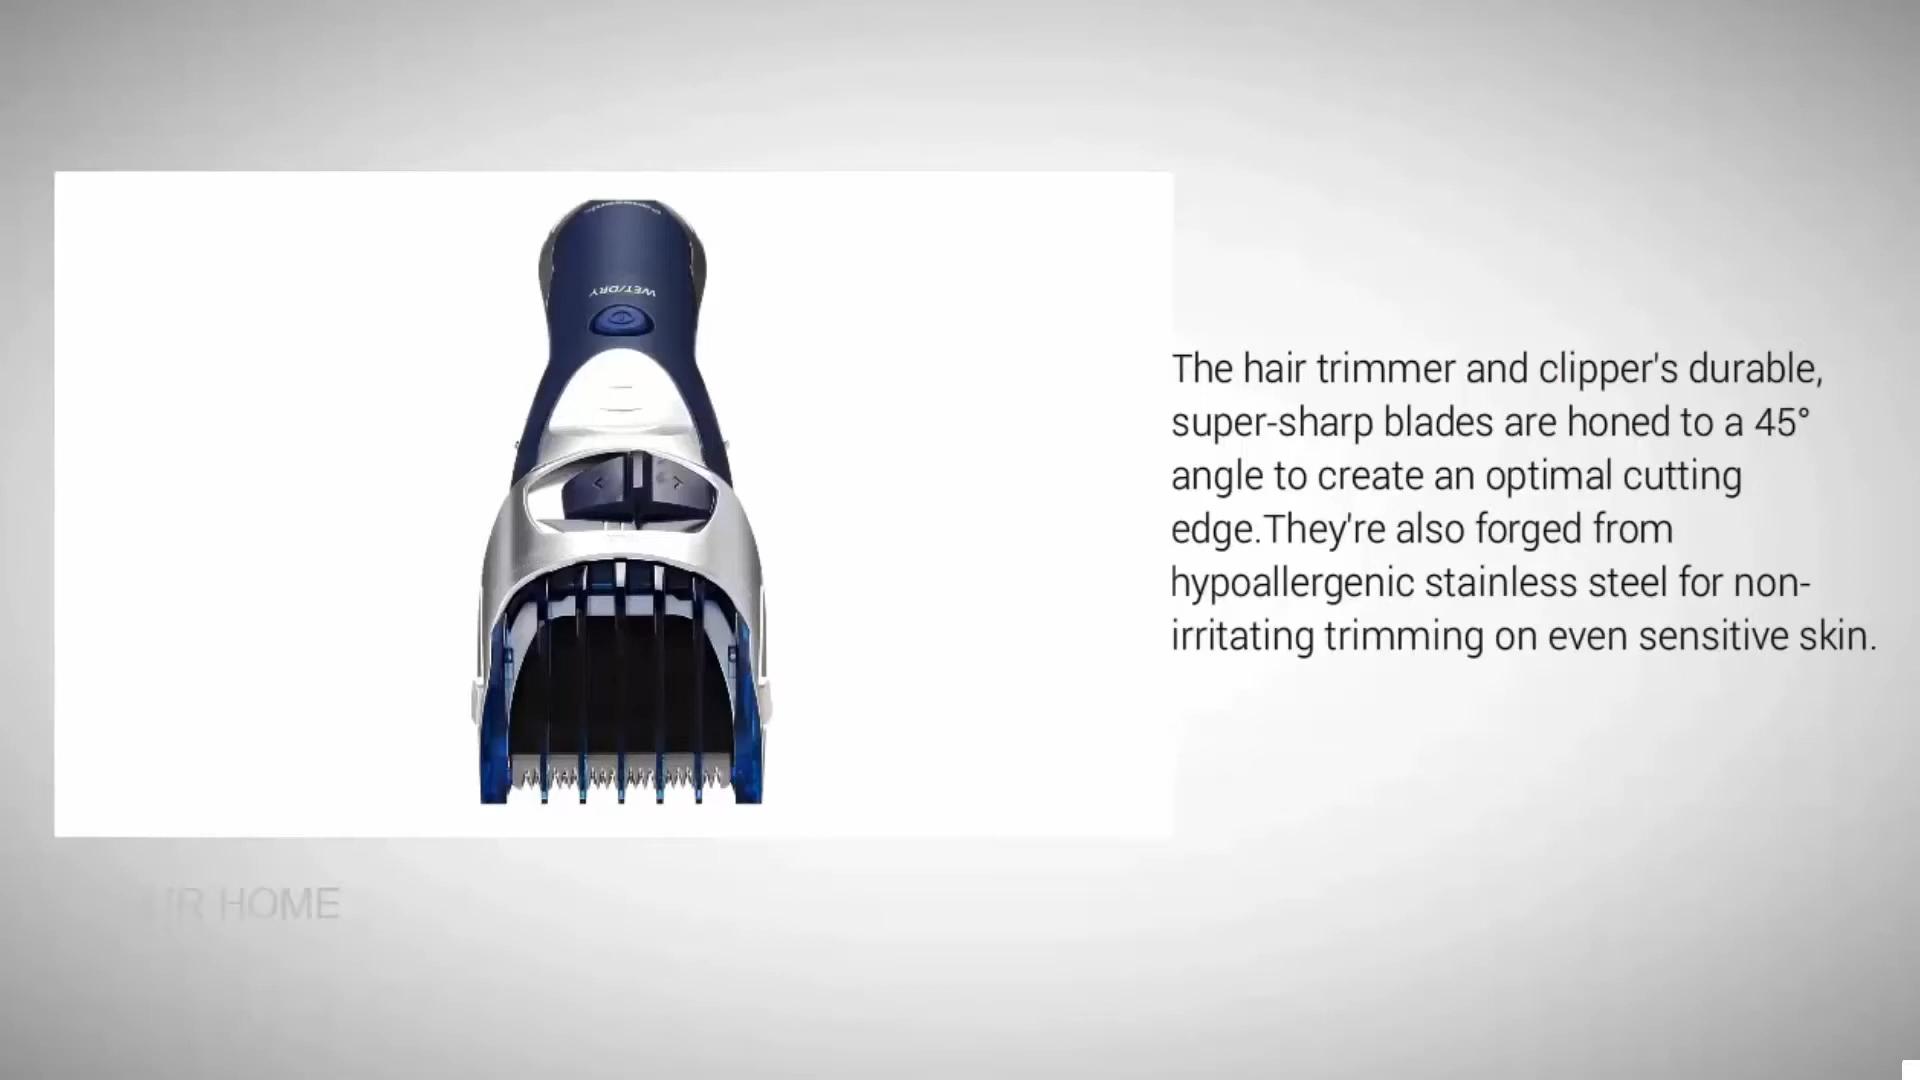 Panasonic
WET/DRY
The hair trimmer and clipper's durable,
super-sharp blades are honed to a 45°
angle to create an optimal cutting
edge.They're also forged from
hypoallergenic stainless steel for non-
irritating trimming on even sensitive skin.
HOME